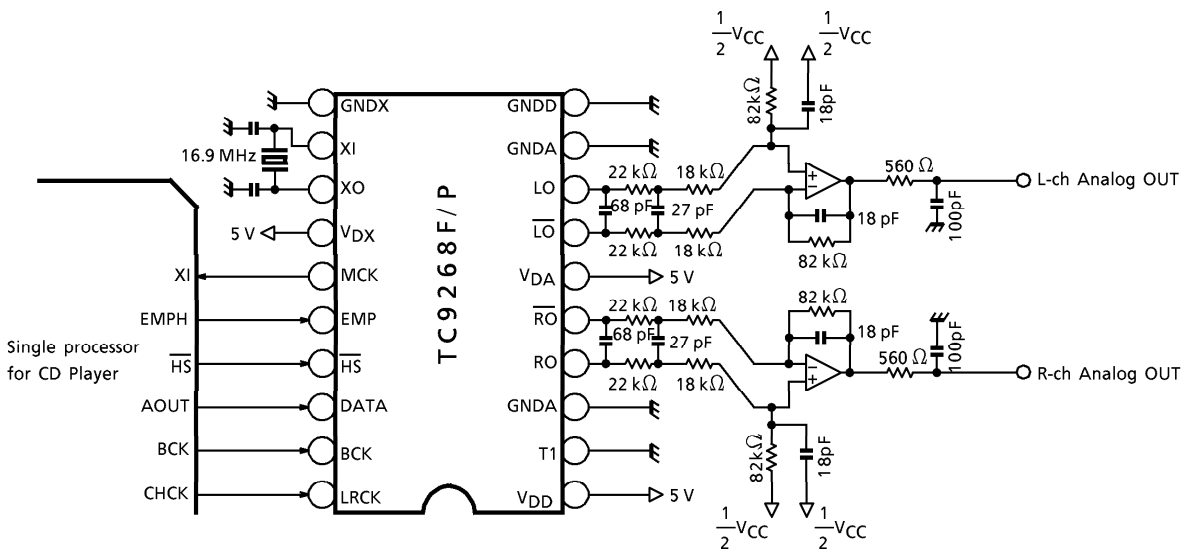 1/2 VCC
1/2 VCC
82kΩ
18pF
GNDX
GNDD
XI
GNDA
16.9 MHz
XO
LO
22 kΩ
18 kΩ
68 pF
27 pF
560 Ω
L-ch Analog OUT
100pF
5 V
VDX
L̅O̅
22 kΩ
18 kΩ
18 pF
82 kΩ
TC9268F/P
XI
MCK
VDA
5 V
EMPH
EMP
R̅O̅
22 kΩ
18 kΩ
82 kΩ
68 pF
27 pF
18 pF
100pF
Single processor
for CD Player
H̅S̅
H̅S̅
RO
22 kΩ
18 kΩ
560 Ω
R-ch Analog OUT
AOUT
DATA
GNDA
BCK
BCK
T1
82kΩ
18pF
CHCK
LRCK
VDD
5 V
1/2 VCC
1/2 VCC